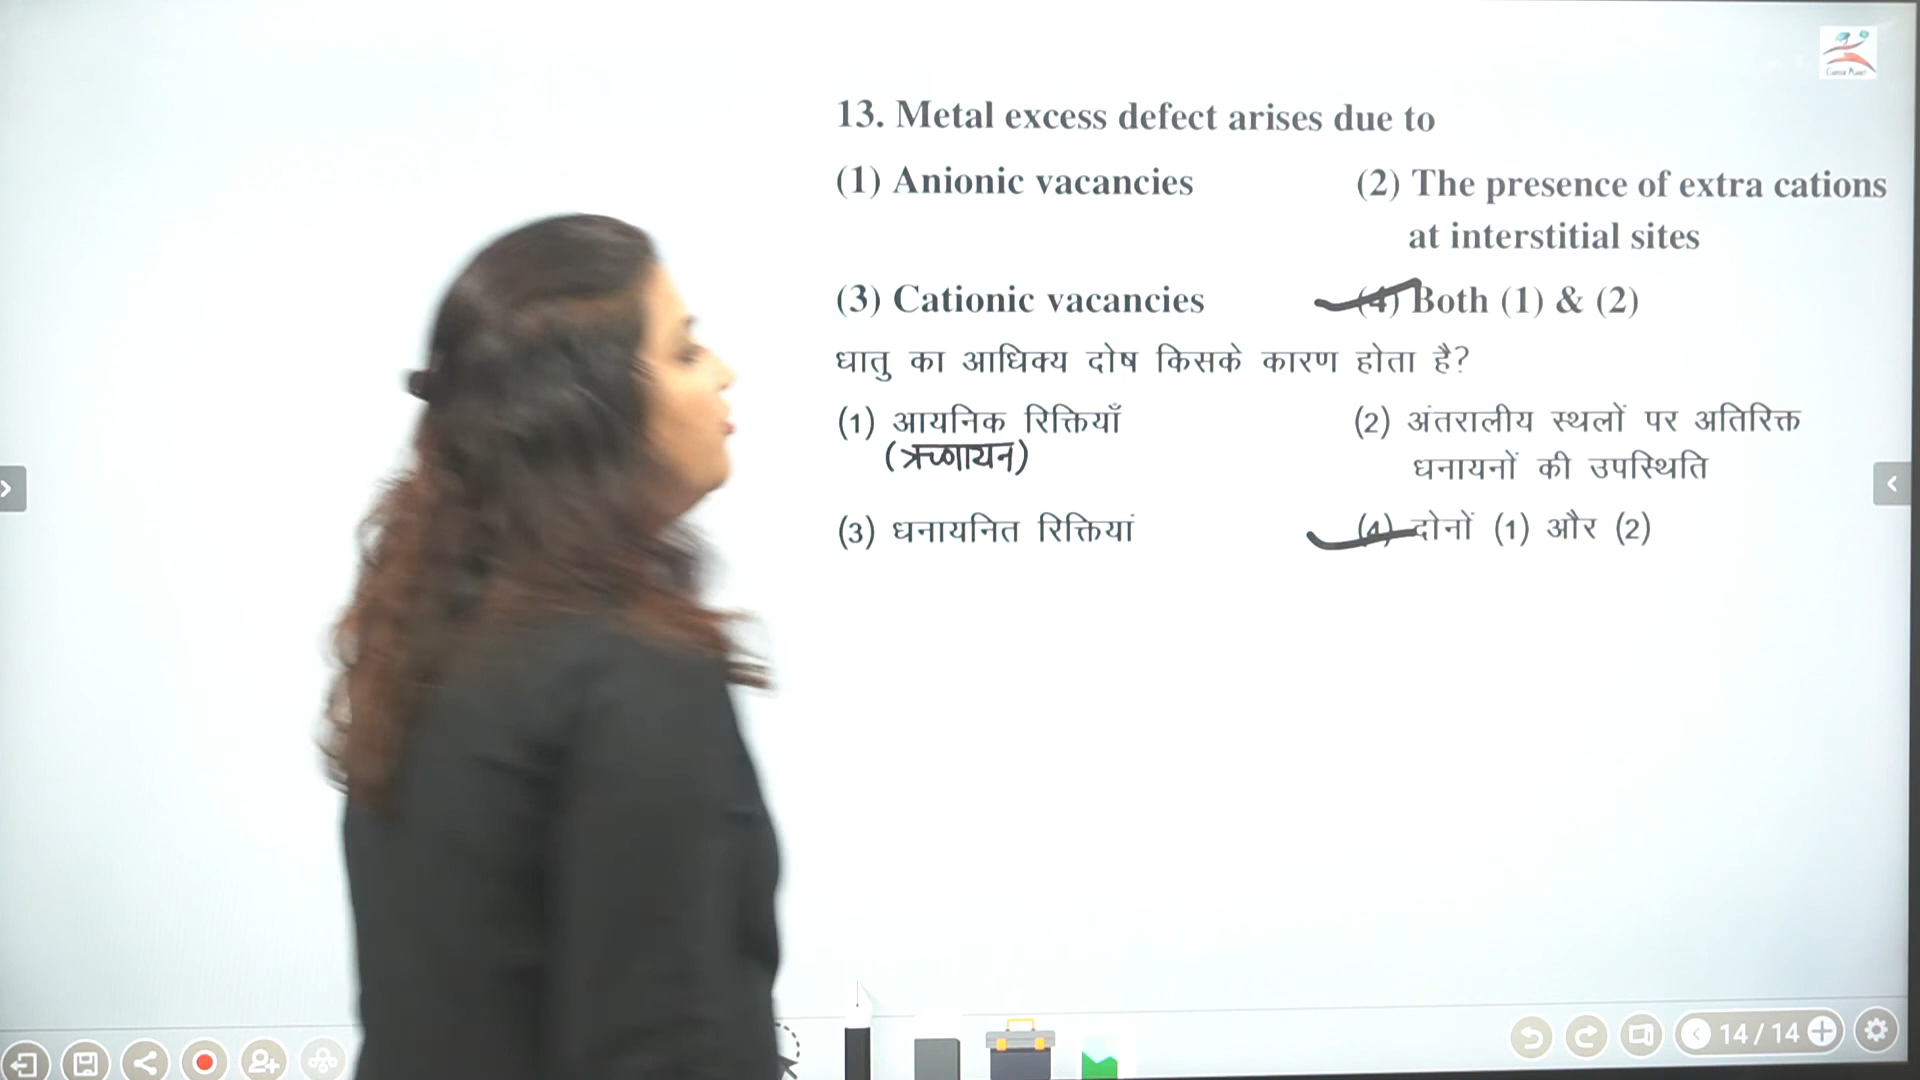 13. Metal excess defect arises due to
(1) Anionic vacancies
(2) The presence of extra cations
at interstitial sites
(3) Cationic vacancies
(4) Both (1) & (2)
धातु का आधिक्य दोष किसके कारण होता है?
(1) आयनिक रिक्तियाँ
(ऋणायन)
(2) अंतरालीय स्थलों पर अतिरिक्त
धनायनों की उपस्थिति
(3) धनायनित रिक्तियां
(4) दोनों (1) और (2)
14/14